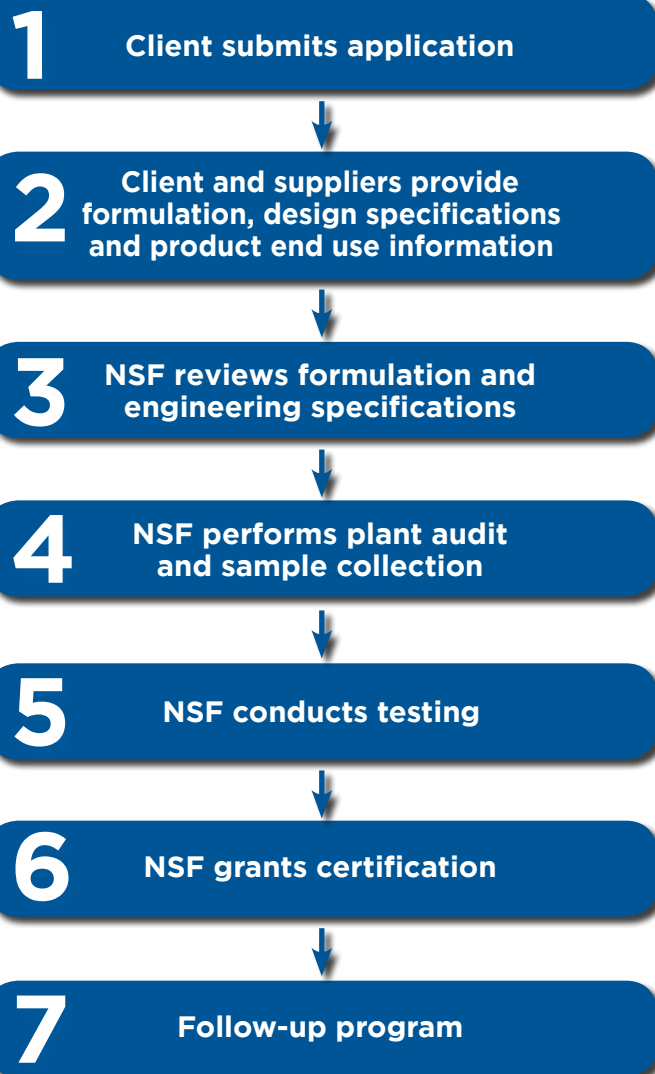 1
Client submits application
2
Client and suppliers provide
formulation, design specifications
and product end use information
3
NSF reviews formulation and
engineering specifications
4
NSF performs plant audit
and sample collection
5
NSF conducts testing
6
NSF grants certification
7
Follow-up program